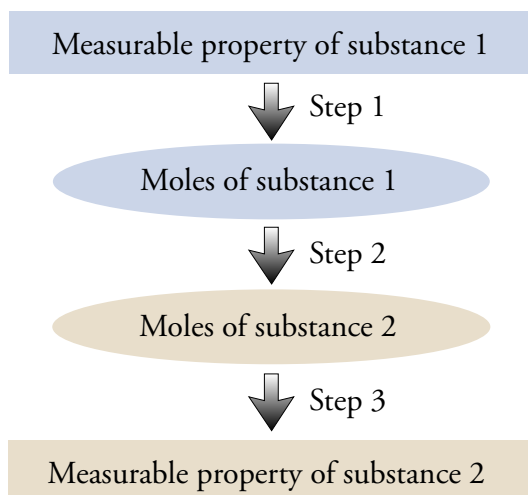 Measurable property of substance 1
Step 1
Moles of substance 1
Step 2
Moles of substance 2
Step 3
Measurable property of substance 2